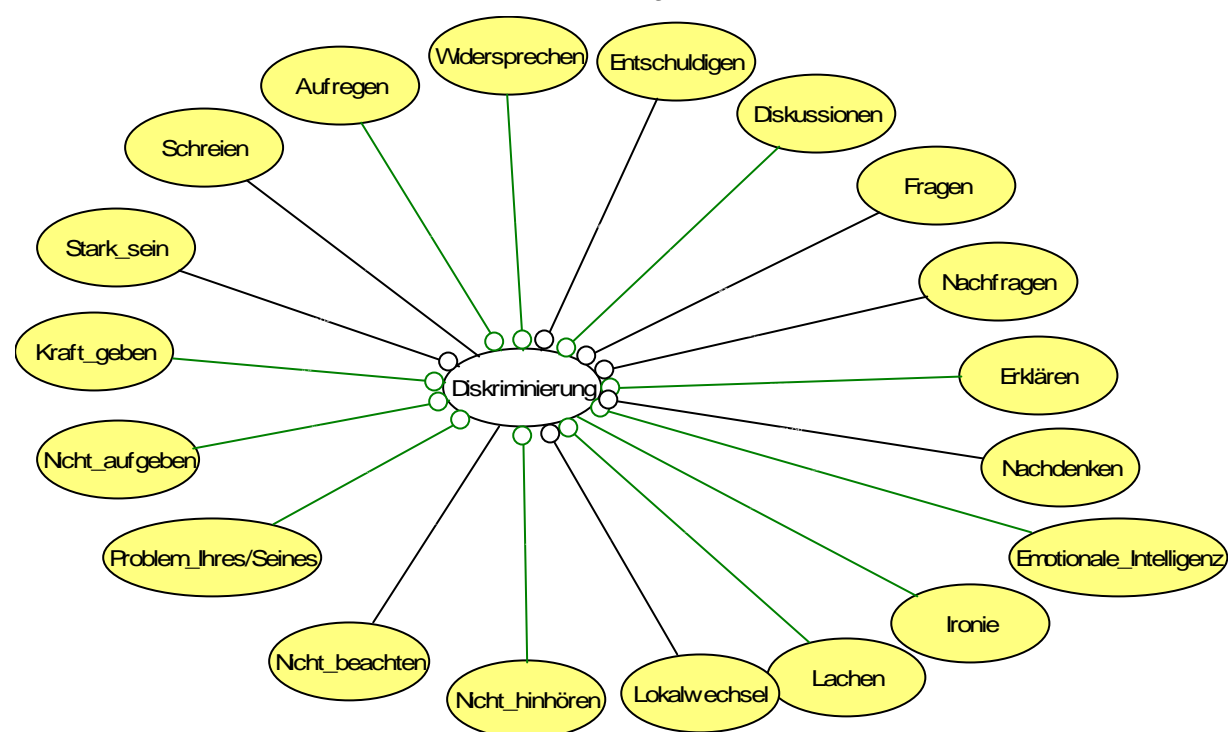 Widersprechen
Entschuldigen
Aufregen
Diskussionen
Schreien
Fragen
Stark_sein
Nachfragen
Kraft_geben
Diskriminierung
Erklären
Nicht_aufgeben
Nachdenken
Problem_Ihres/Seines
Emotionale_Intelligenz
Ironie
Nicht_beachten
Lachen
Lokalwechsel
Nicht_hinhören